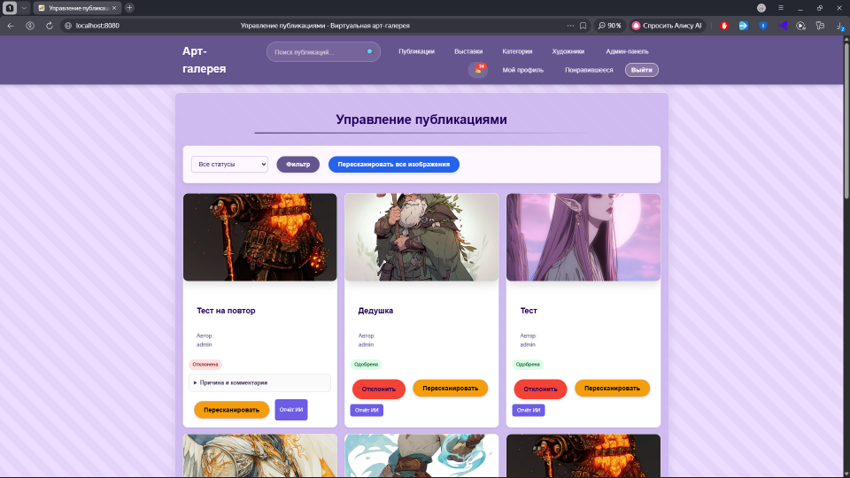 Управление публикац
localhost:8080
Управление публикациями - Виртуальная арт-галерея
90%
Спросить Алису AI
Арт-галерея
Поиск публикаций...
Публикации
Выставки
Категории
Художники
Админ-панель
Мой профиль
Понравившееся
Выйти
Управление публикациями
Все статусы
Фильтр
Пересканировать все изображения
Тест на повтор
Автор
admin
Отклонена
Причина и комментарии
Пересканировать
Отчёт ИИ
Дедушка
Автор
admin
Одобрена
Отклонить
Пересканировать
Отчёт ИИ
Тест
Автор
admin
Одобрена
Отклонить
Пересканировать
Отчёт ИИ